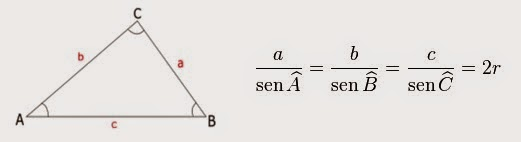 C
b
a
A
c
B
a/sen Â = b/sen B̂ = c/sen Ĉ = 2r